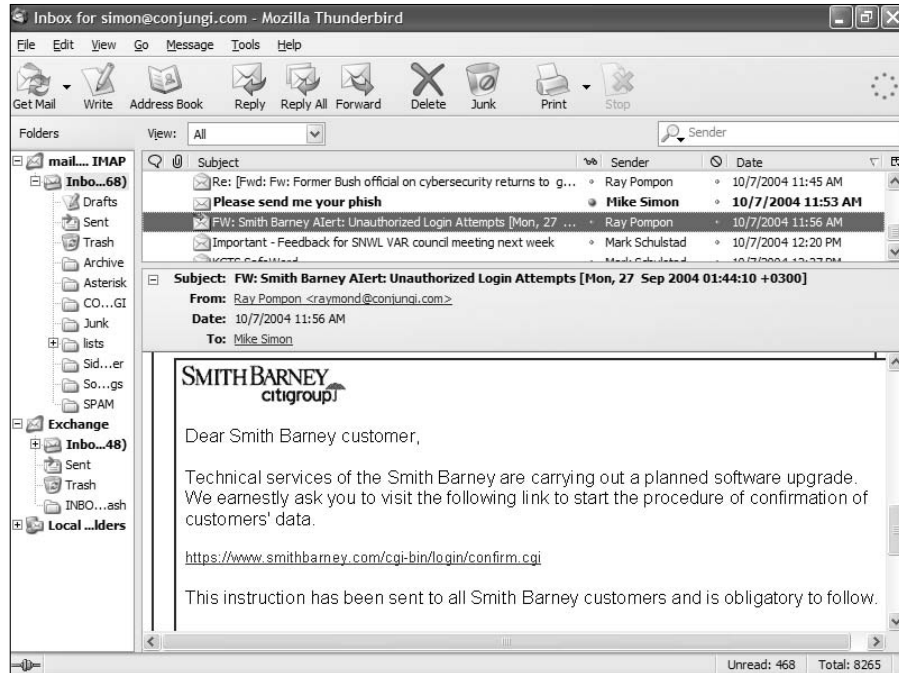 Inbox for simon@conjungi.com - Mozilla Thunderbird
File Edit View Go Message Tools Help
Get Mail Write Address Book Reply Reply All Forward Delete Junk Print Stop
Folders View: All Sender
Subject Sender Date
Re: [Fwd: Fw: Former Bush official on cybersecurity returns to g... Ray Pompon 10/7/2004 11:45 AM
Please send me your phish Mike Simon 10/7/2004 11:53 AM
FW: Smith Barney Alert: Unauthorized Login Attempts [Mon, 27 ... Ray Pompon 10/7/2004 11:56 AM
Important - Feedback for SNWL VAR council meeting next week Mark Schulstad 10/7/2004 12:20 PM
mail.... IMAP
Inbo...68)
Drafts
Sent
Trash
Archive
Asterisk
CO...GI
Junk
lists
Sid...er
So...gs
SPAM
Exchange
Inbo...48)
Sent
Trash
INBO...ash
Local ...lders
Subject: FW: Smith Barney AIert: Unauthorized Login Attempts [Mon, 27 Sep 2004 01:44:10 +0300]
From: Ray Pompon <raymond@conjungi.com>
Date: 10/7/2004 11:56 AM
To: Mike Simon
SMITH BARNEY
citigroup
Dear Smith Barney customer,
Technical services of the Smith Barney are carrying out a planned software upgrade.
We earnestly ask you to visit the following link to start the procedure of confirmation of
customers' data.
https://www.smithbarney.com/cgi-bin/login/confirm.cgi
This instruction has been sent to all Smith Barney customers and is obligatory to follow.
Unread: 468 Total: 8265